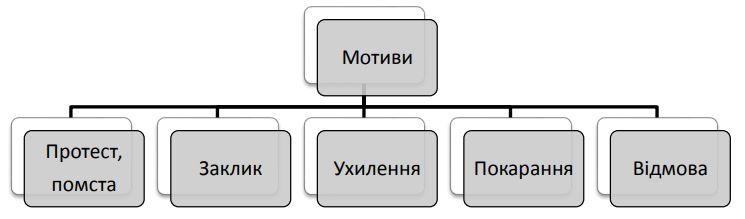 Мотиви
Протест,
помста
Заклик
Ухилення
Покарання
Відмова